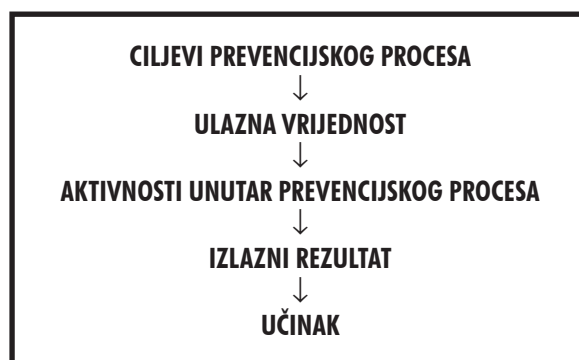 CILJEVI PREVENCIJSKOG PROCESA
↓
ULAZNA VRIJEDNOST
↓
AKTIVNOSTI UNUTAR PREVENCIJSKOG PROCESA
↓
IZLAZNI REZULTAT
↓
UČINAK